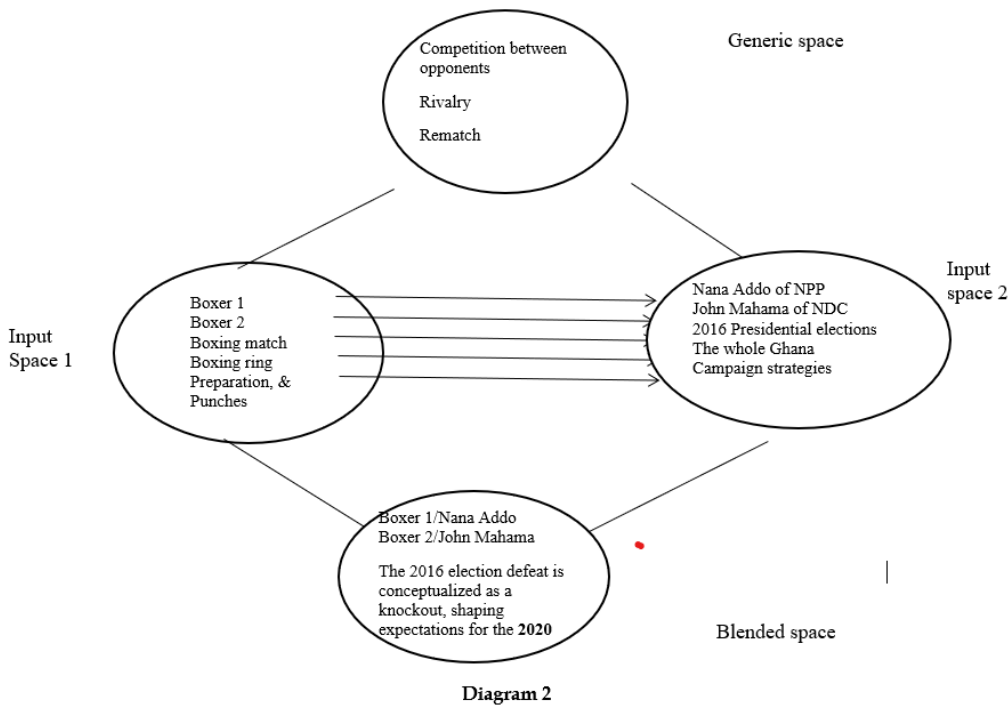 Competition between
opponents
Rivalry
Rematch
Generic space
Input
Space 1
Boxer 1
Boxer 2
Boxing match
Boxing ring
Preparation, &
Punches
Nana Addo of NPP
John Mahama of NDC
2016 Presidential elections
The whole Ghana
Campaign strategies
Input
space 2
Boxer 1/Nana Addo
Boxer 2/John Mahama
The 2016 election defeat is
conceptualized as a
knockout, shaping
expectations for the 2020
Blended space
Diagram 2